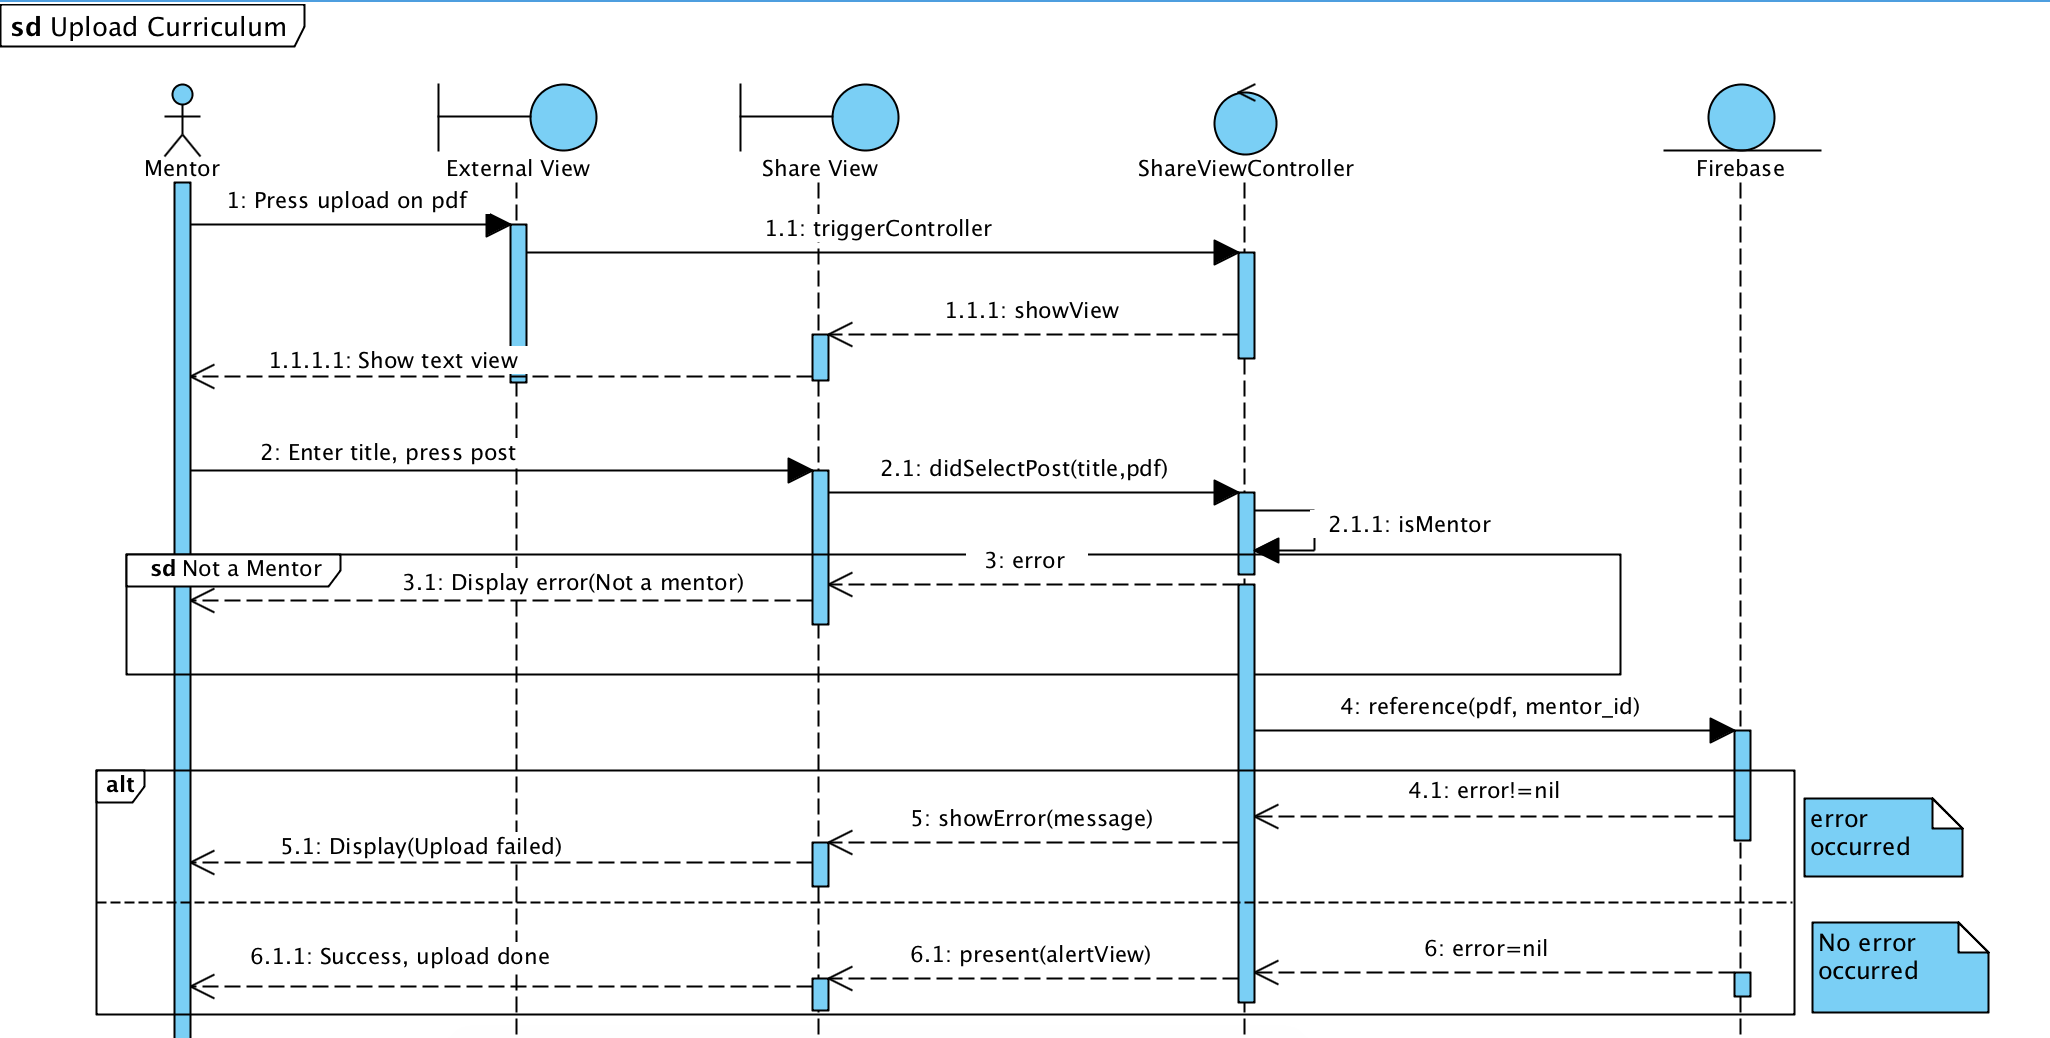 sd Upload Curriculum
Mentor
External View
Share View
ShareViewController
Firebase
1: Press upload on pdf
1.1: triggerController
1.1.1: showView
1.1.1.1: Show text view
2: Enter title, press post
2.1: didSelectPost(title,pdf)
2.1.1: isMentor
sd Not a Mentor
3: error
3.1: Display error(Not a mentor)
4: reference(pdf, mentor_id)
alt
4.1: error!=nil
5: showError(message)
5.1: Display(Upload failed)
error
occurred
6: error=nil
6.1: present(alertView)
6.1.1: Success, upload done
No error
occurred